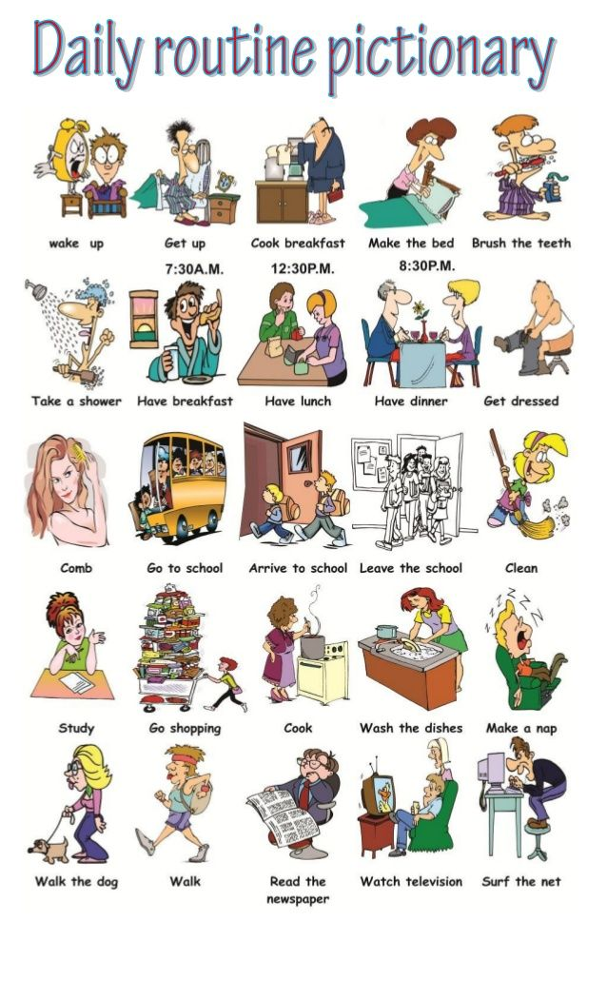 Daily routine pictionary
wake up
Get up
Cook breakfast
Make the bed
Brush the teeth
7:30A.M.
12:30P.M.
8:30P.M.
Take a shower
Have breakfast
Have lunch
Have dinner
Get dressed
Comb
Go to school
Arrive to school
Leave the school
Clean
Z Z Z Z
Study
Go shopping
Cook
Wash the dishes
Make a nap
Walk the dog
Walk
Read the
newspaper
Watch television
Surf the net